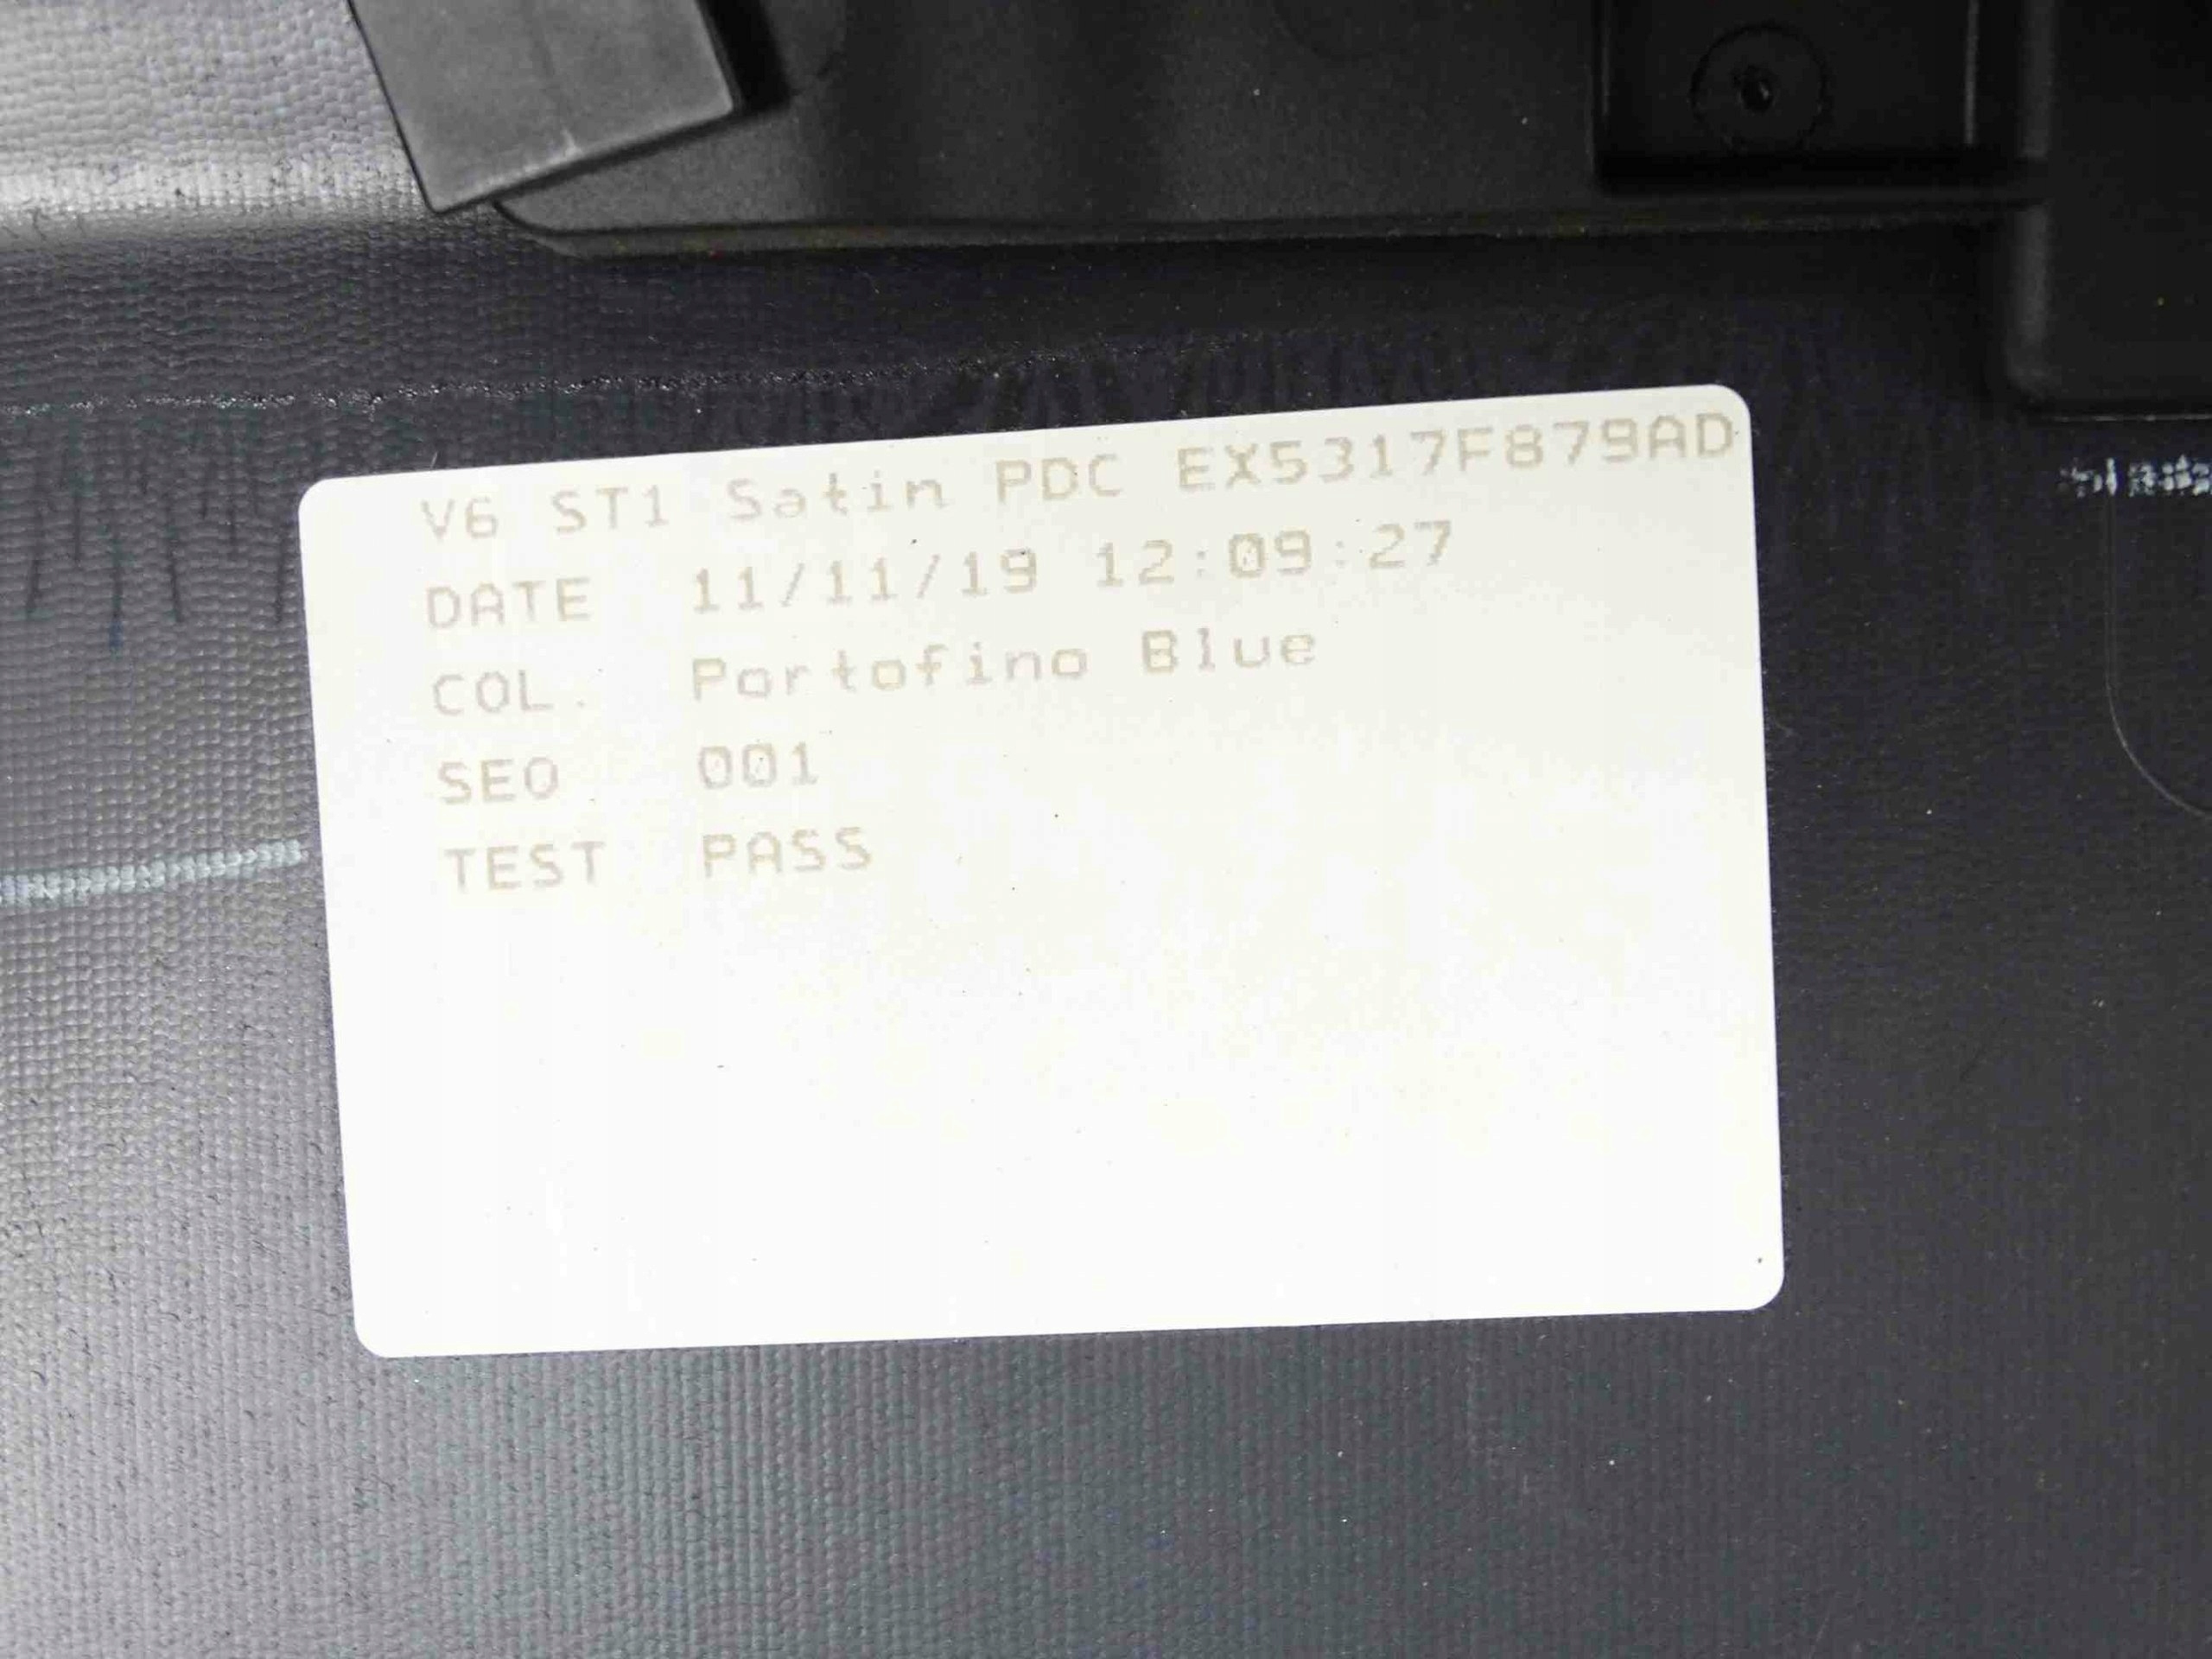 V6 ST1 Satin PDC EX5317F879AD
DATE 11/11/19 12:09:27
COL. Portofino Blue
SEQ 001
TEST PASS